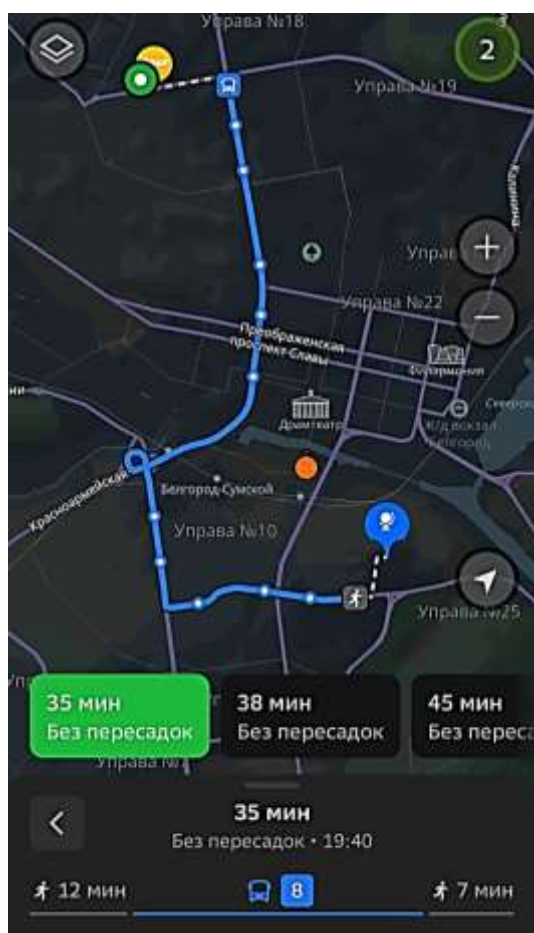 Управа №18
2
Управа №19
Калинина
Управа №22
Преображенская
проспект Славы
Филармония
Драмтеатр
Ж/д вокзал
Белгород
Красноармейская
Белгород-Сумской
Управа №10
Управа №25
35 мин
Без пересадок
38 мин
Без пересадок
45 мин
Без перес
35 мин
Без пересадок • 19:40
12 мин
8
7 мин